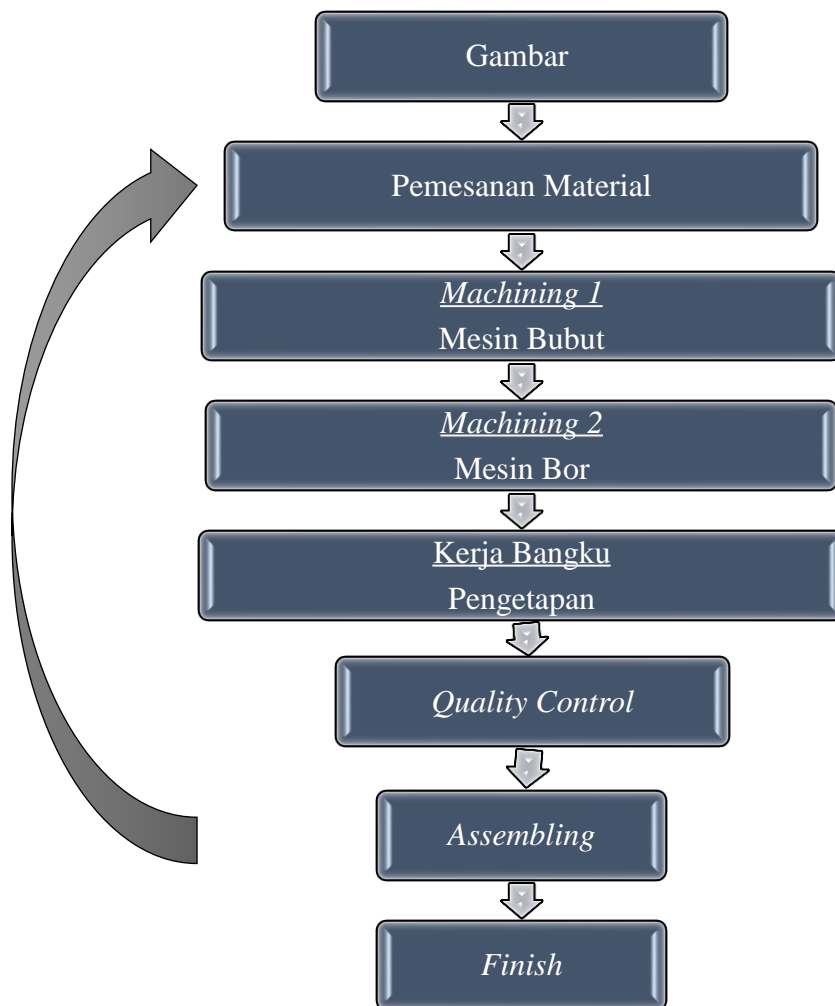 Gambar
Pemesanan Material
Machining 1
Mesin Bubut
Machining 2
Mesin Bor
Kerja Bangku
Pengetapan
Quality Control
Assembling
Finish